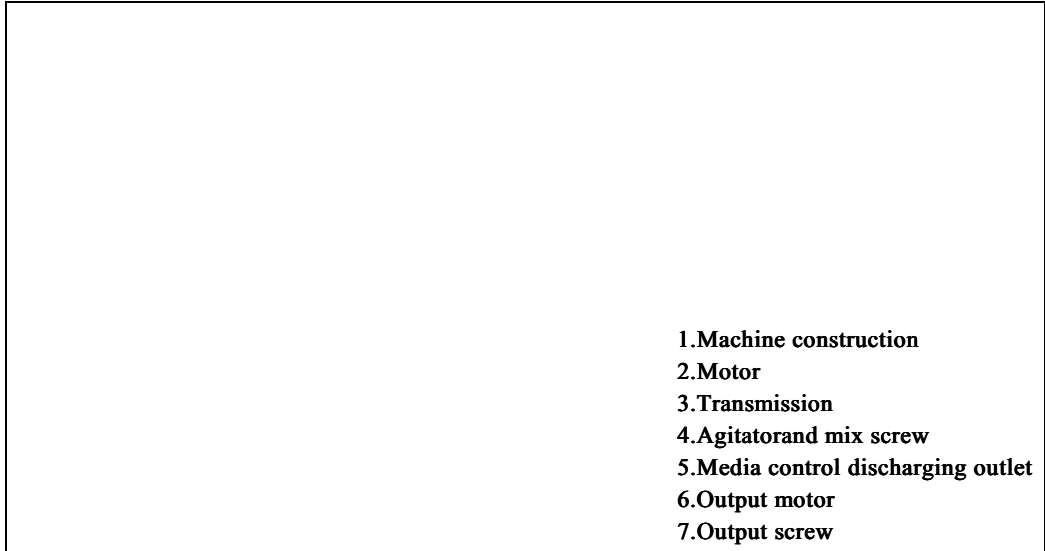 1.Machine construction
2.Motor
3.Transmission
4.Agitatorand mix screw
5.Media control discharging outlet
6.Output motor
7.Output screw